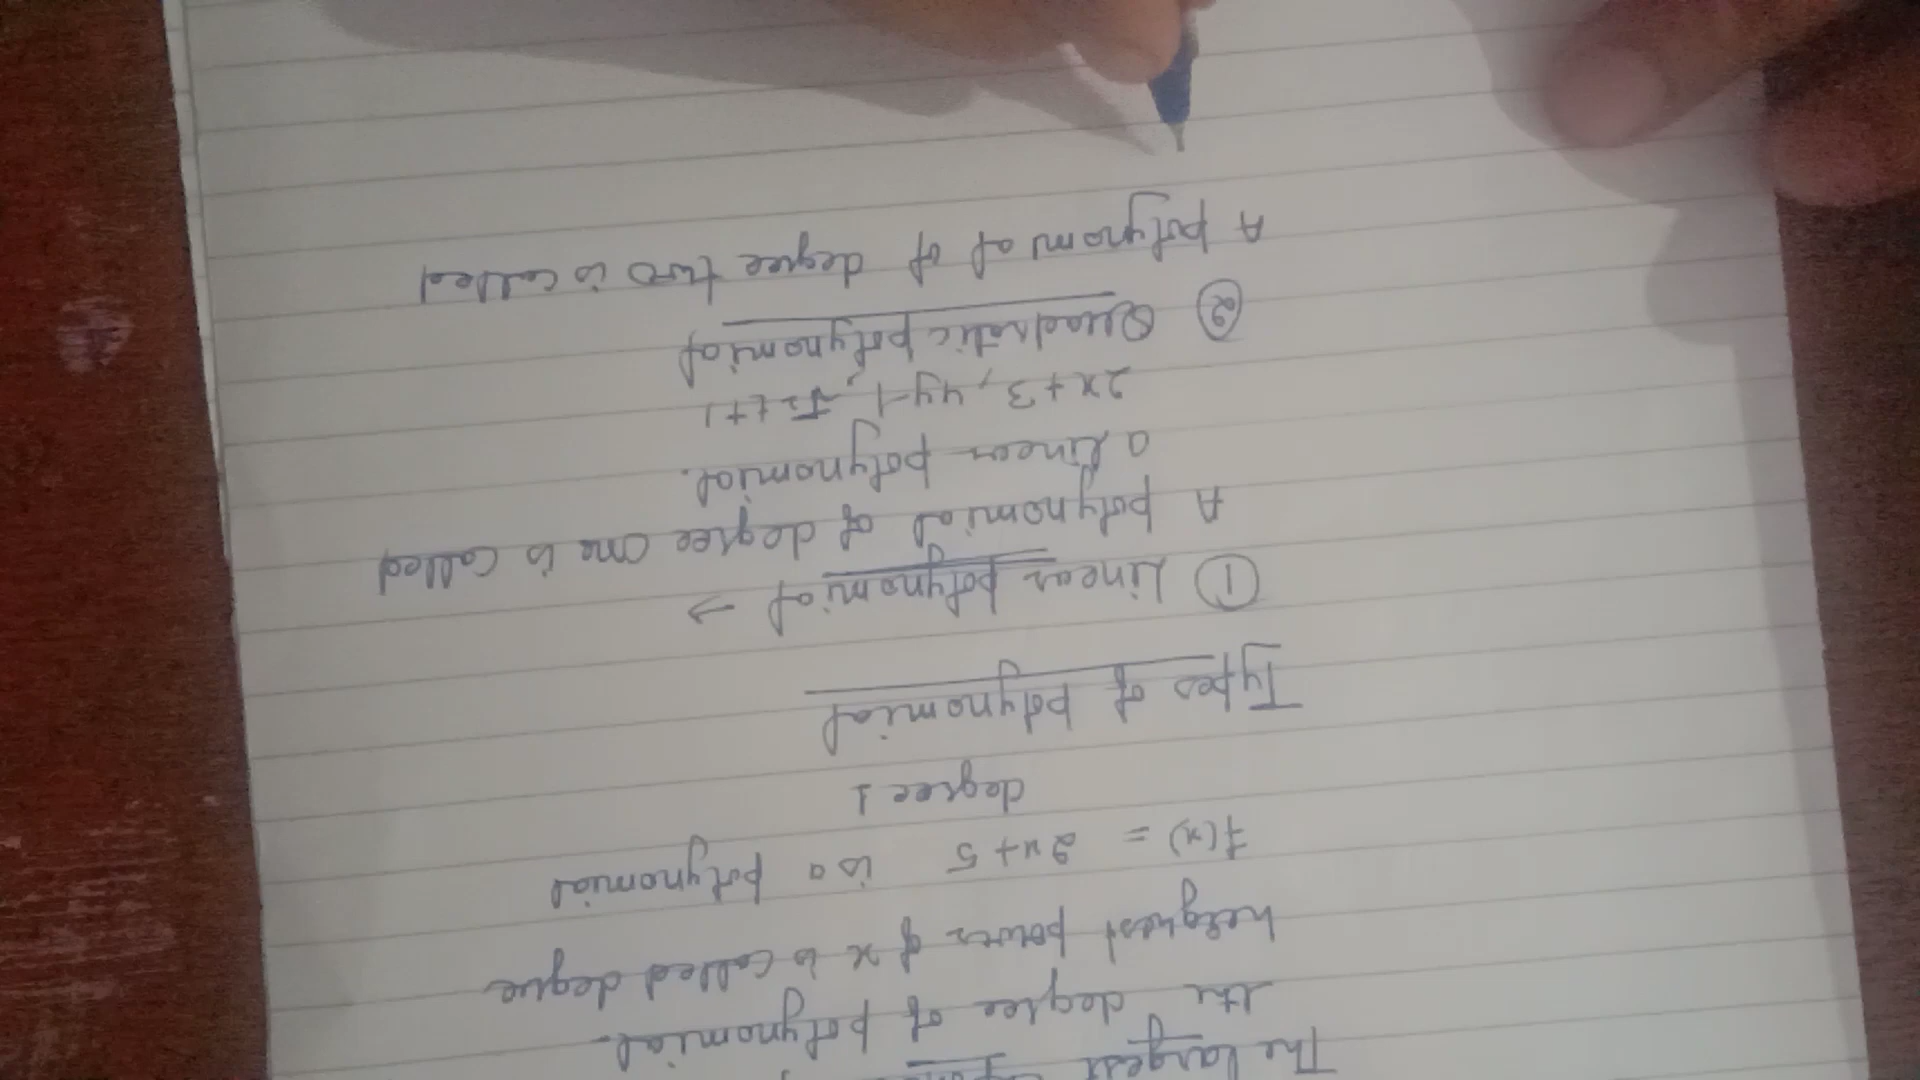 The largest
the degree of polynomial.
heighest power of x is called degree
f(x) = 2x+5 is a polynomial
degree 1
Types of polynomial
① Linear polynomial →
A polynomial of degree one is called
a linear polynomial.
2x+3, 4y-1, √2t+1
② Quadratic polynomial
A polynomial of degree two is called